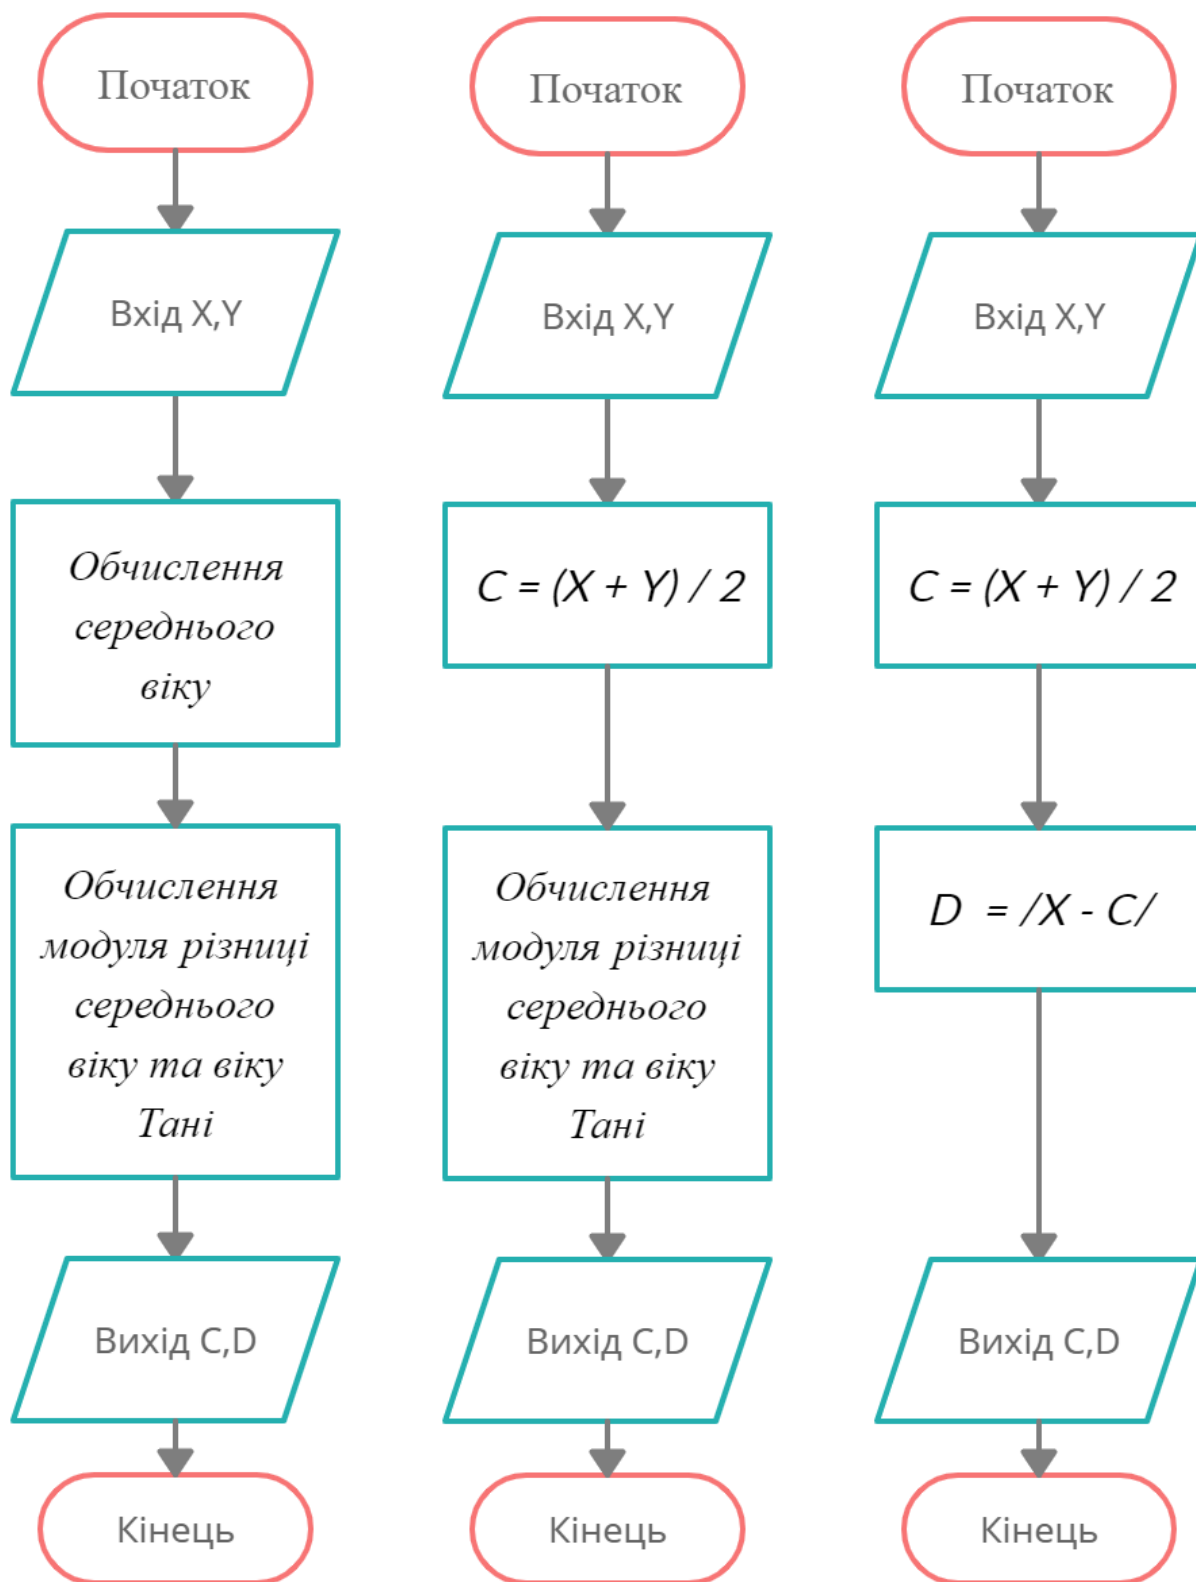 Початок
Вхід X,Y
Обчислення
середнього
віку
Обчислення
модуля різниці
середнього
віку та віку
Тані
Вихід C,D
Кінець
Початок
Вхід X,Y
C = (X + Y) / 2
Обчислення
модуля різниці
середнього
віку та віку
Тані
Вихід C,D
Кінець
Початок
Вхід X,Y
C = (X + Y) / 2
D = /X - C/
Вихід C,D
Кінець